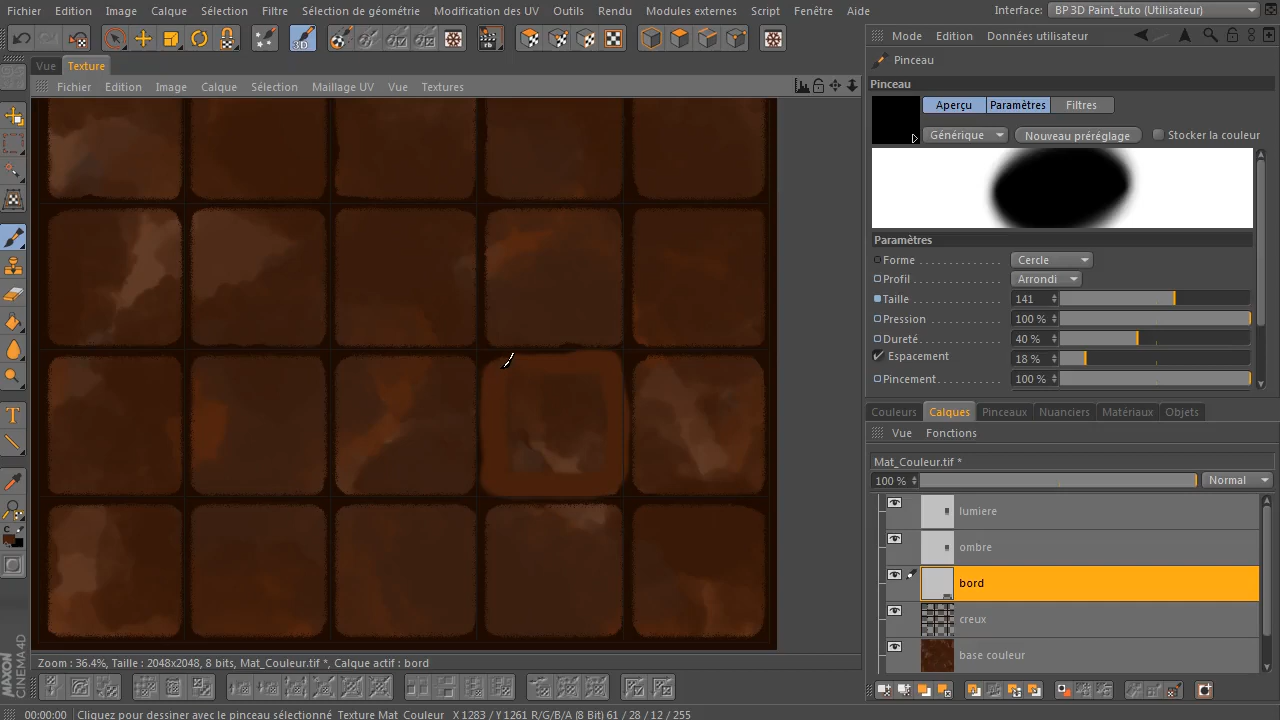 Fichier Edition Image Calque Sélection Filtre Sélection de géométrie Modification des UV Outils Rendu Modules externes Script Fenêtre Aide Interface: BP 3D Paint_tuto (Utilisateur)
3D
Mode Edition Données utilisateur
Pinceau
Vue Texture
Fichier Edition Image Calque Sélection Maillage UV Vue Textures
Pinceau
Aperçu Paramètres Filtres
Générique Nouveau préréglage Stocker la couleur
Paramètres
Forme Cercle
Profil Arrondi
Taille 141
Pression 100 %
Dureté 40 %
Espacement 18 %
Pincement 100 %
Couleurs Calques Pinceaux Nuanciers Matériaux Objets
Vue Fonctions
Mat_Couleur.tif *
100 % Normal
lumiere
ombre
bord
creux
base couleur
T
C
Zoom : 36.4%, Taille : 2048x2048, 8 bits, Mat_Couleur.tif *, Calque actif : bord
MAXON
CINEMA 4D
00:00:00 Cliquez pour dessiner avec le pinceau sélectionné Texture Mat_Couleur X 1283 / Y 1261 R/G/B/A (8 Bit) 61 / 28 / 12 / 255